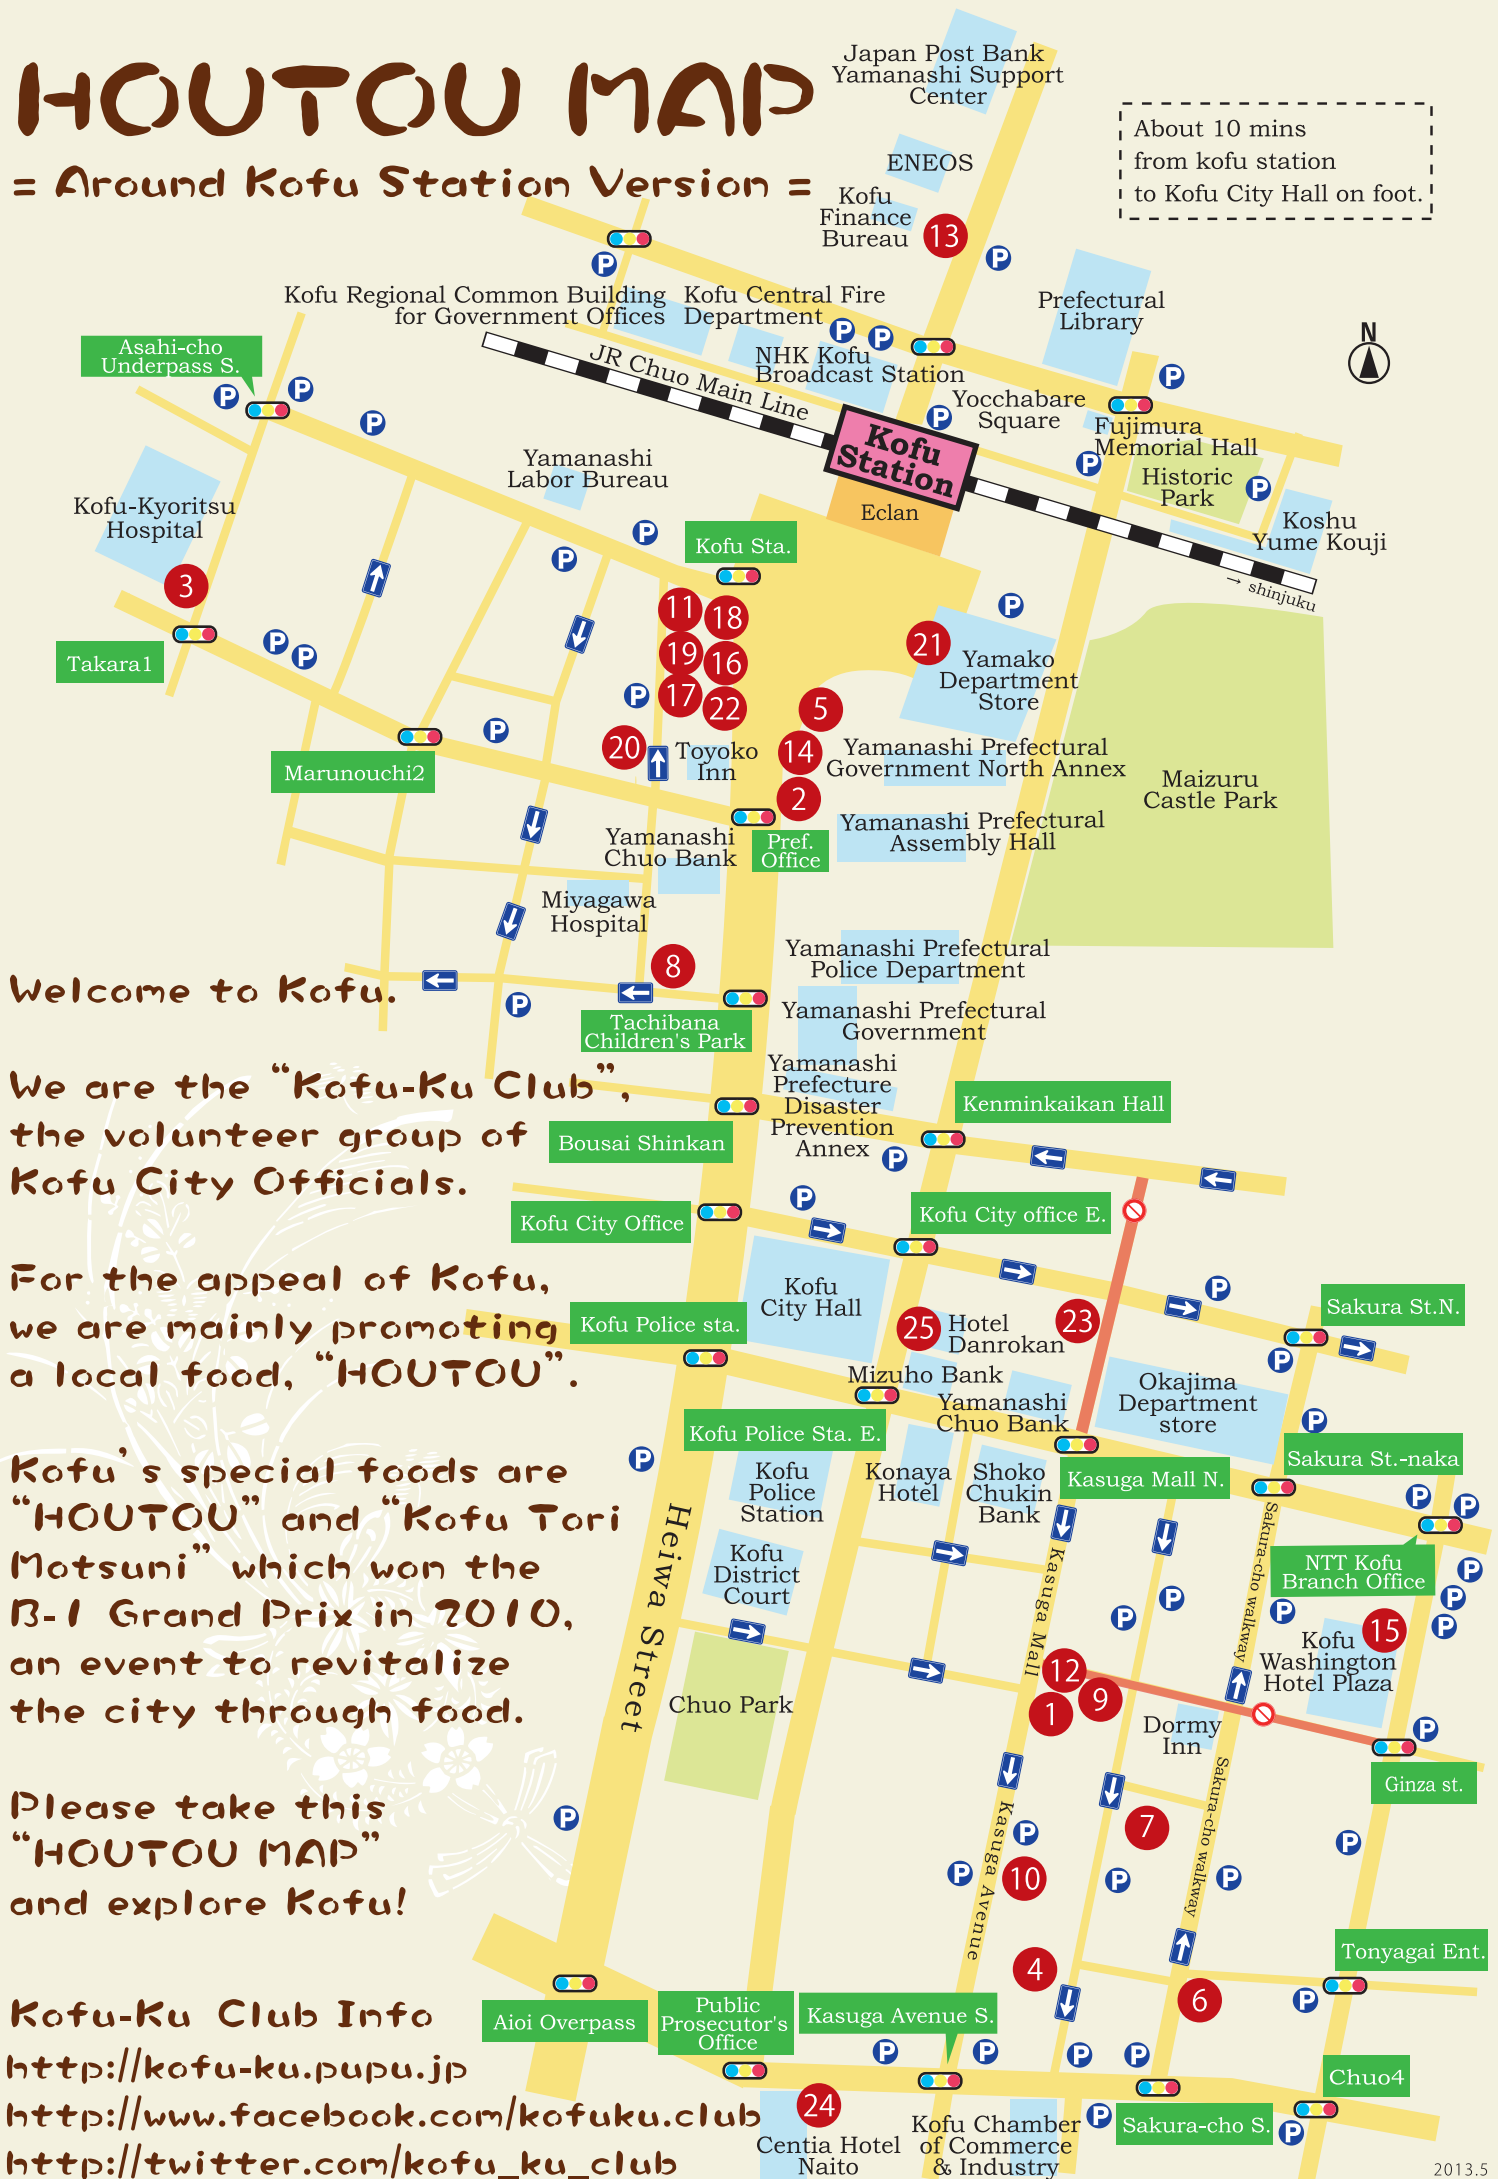 HOUTOU MAP
= Around Kofu Station Version =
Japan Post Bank
Yamanashi Support
Center
ENEOS
Kofu
Finance
Bureau
13
About 10 mins
from kofu station
to Kofu City Hall on foot.
P
P
Kofu Regional Common Building
for Government Offices
Kofu Central Fire
Department
P
P
Prefectural
Library
N
JR Chuo Main Line
NHK Kofu
Broadcast Station
Asahi-cho
Underpass S.
P
P
P
P
Yocchabare
Square
P
Fujimura
Memorial Hall
P
Historic
Park
P
Kofu
Station
Eclan
Koshu
Yume Kouji
→ shinjuku
Yamanashi
Labor Bureau
Kofu-Kyoritsu
Hospital
3
P
P
Kofu Sta.
Takara1
P
P
11
18
19
16
17
22
P
20
Toyoko
Inn
P
21
Yamako
Department
Store
5
14
2
Yamanashi Prefectural
Government North Annex
Maizuru
Castle Park
P
Marunouchi2
Yamanashi
Chuo Bank
Pref.
Office
Yamanashi Prefectural
Assembly Hall
Miyagawa
Hospital
8
Yamanashi Prefectural
Police Department
Welcome to Kofu.
P
Tachibana
Children's Park
Yamanashi Prefectural
Government
We are the “Kofu-Ku Club”,
the volunteer group of
Kofu City Officials.
Yamanashi
Prefecture
Disaster
Prevention
Annex
Kenminkaikan Hall
Bousai Shinkan
P
P
Kofu City Office
Kofu City office E.
For the appeal of Kofu,
we are mainly promoting
a local food, “HOUTOU”.
Kofu
City Hall
P
Kofu Police sta.
25
Hotel
Danrokan
23
Sakura St.N.
P
Mizuho Bank
Yamanashi
Chuo Bank
Okajima
Department
store
P
Kofu Police Sta. E.
Kofu’s special foods are
“HOUTOU” and “Kofu Tori
Motsuni” which won the
B-1 Grand Prix in 2010,
an event to revitalize
the city through food.
P
Kofu
Police
Station
Konaya
Hotel
Shoko
Chukin
Bank
Kasuga Mall N.
Sakura St.-naka
P
P
Heiwa Street
Kofu
District
Court
Kasuga Mall
Sakura-cho walkway
NTT Kofu
Branch Office
P
P
P
P
P
P
Kofu
Washington
Hotel Plaza
15
Chuo Park
12
1
9
Dormy
Inn
P
Ginza st.
Please take this
“HOUTOU MAP”
and explore Kofu!
P
Kasuga Avenue
Sakura-cho walkway
P
7
P
P
10
P
P
4
6
P
Tonyagai Ent.
Kofu-Ku Club Info
http://kofu-ku.pupu.jp
http://www.facebook.com/kofuku.club
http://twitter.com/kofu_ku_club
Aioi Overpass
Public
Prosecutor's
Office
Kasuga Avenue S.
P
P
P
P
Chuo4
24
Centia Hotel
Naito
Kofu Chamber
of Commerce
& Industry
P
Sakura-cho S.
P
2013.5